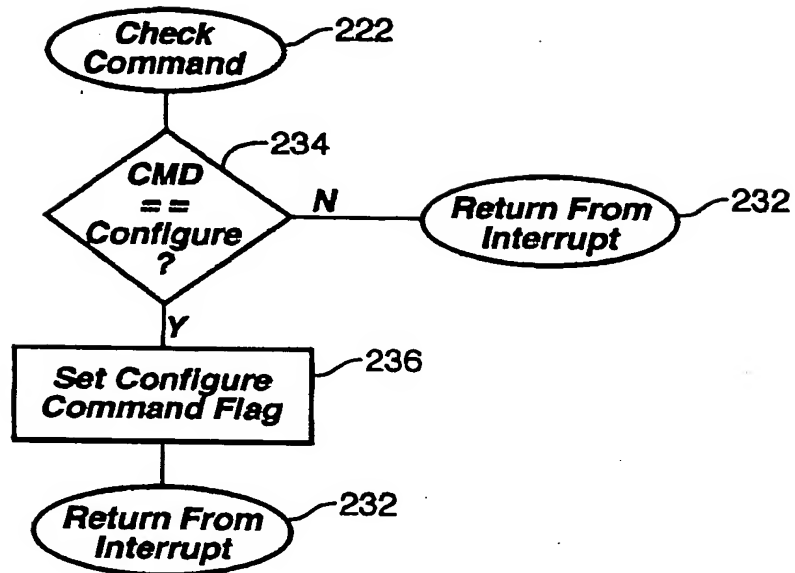 Check
Command
222
CMD
==
Configure
?
234
N
Return From
Interrupt
232
Y
Set Configure
Command Flag
236
Return From
Interrupt
232